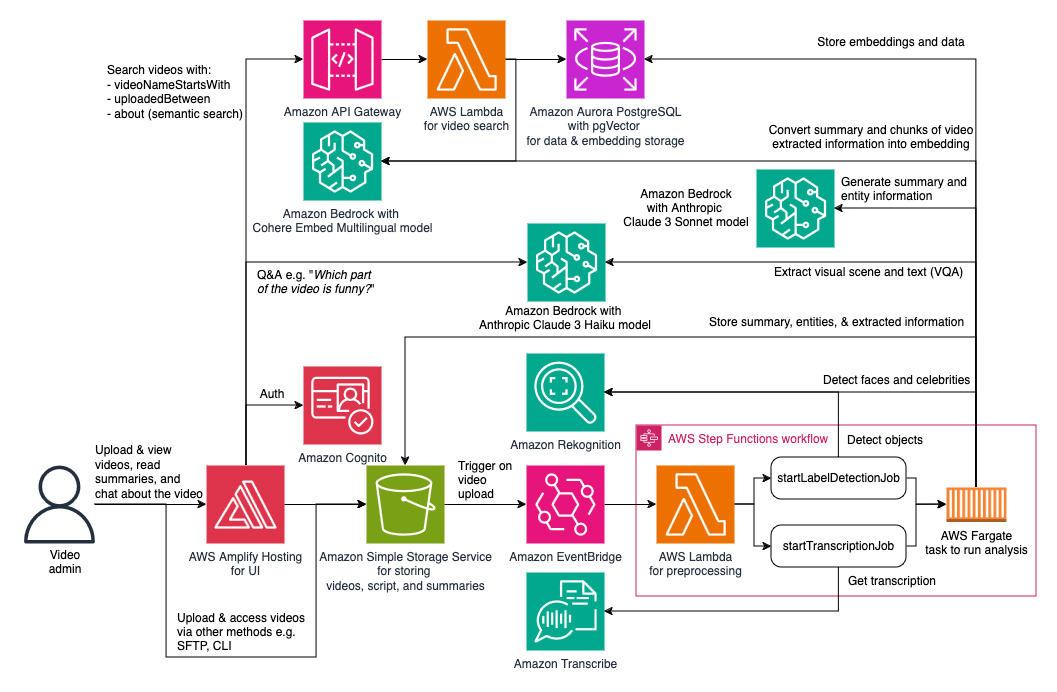 Store embeddings and data
Search videos with:
- videoNameStartsWith
- uploadedBetween
- about (semantic search)
Amazon API Gateway
AWS Lambda
for video search
Amazon Aurora PostgreSQL
with pgVector
for data & embedding storage
Convert summary and chunks of video
extracted information into embedding
Amazon Bedrock with
Cohere Embed Multilingual model
Amazon Bedrock
with Anthropic
Claude 3 Sonnet model
Generate summary and
entity information
Q&A e.g. "Which part
of the video is funny?"
Extract visual scene and text (VQA)
Amazon Bedrock with
Anthropic Claude 3 Haiku model
Store summary, entities, & extracted information
Auth
Amazon Cognito
Detect faces and celebrities
Amazon Rekognition
AWS Step Functions workflow
Detect objects
Upload & view
videos, read
summaries, and
chat about the video
Video
admin
AWS Amplify Hosting
for UI
Amazon Simple Storage Service
for storing
videos, script, and summaries
Trigger on
video
upload
Amazon EventBridge
AWS Lambda
for preprocessing
startLabelDetectionJob
startTranscriptionJob
AWS Fargate
task to run analysis
Get transcription
Upload & access videos
via other methods e.g.
SFTP, CLI
Amazon Transcribe